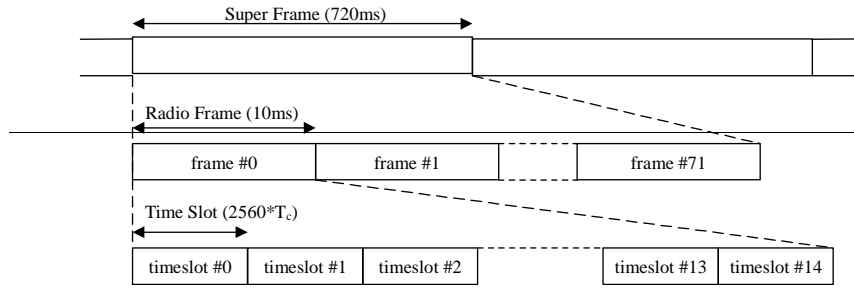 Super Frame (720ms)
Radio Frame (10ms)
frame #0 frame #1 frame #71
Time Slot (2560*Tc)
timeslot #0 timeslot #1 timeslot #2 timeslot #13 timeslot #14